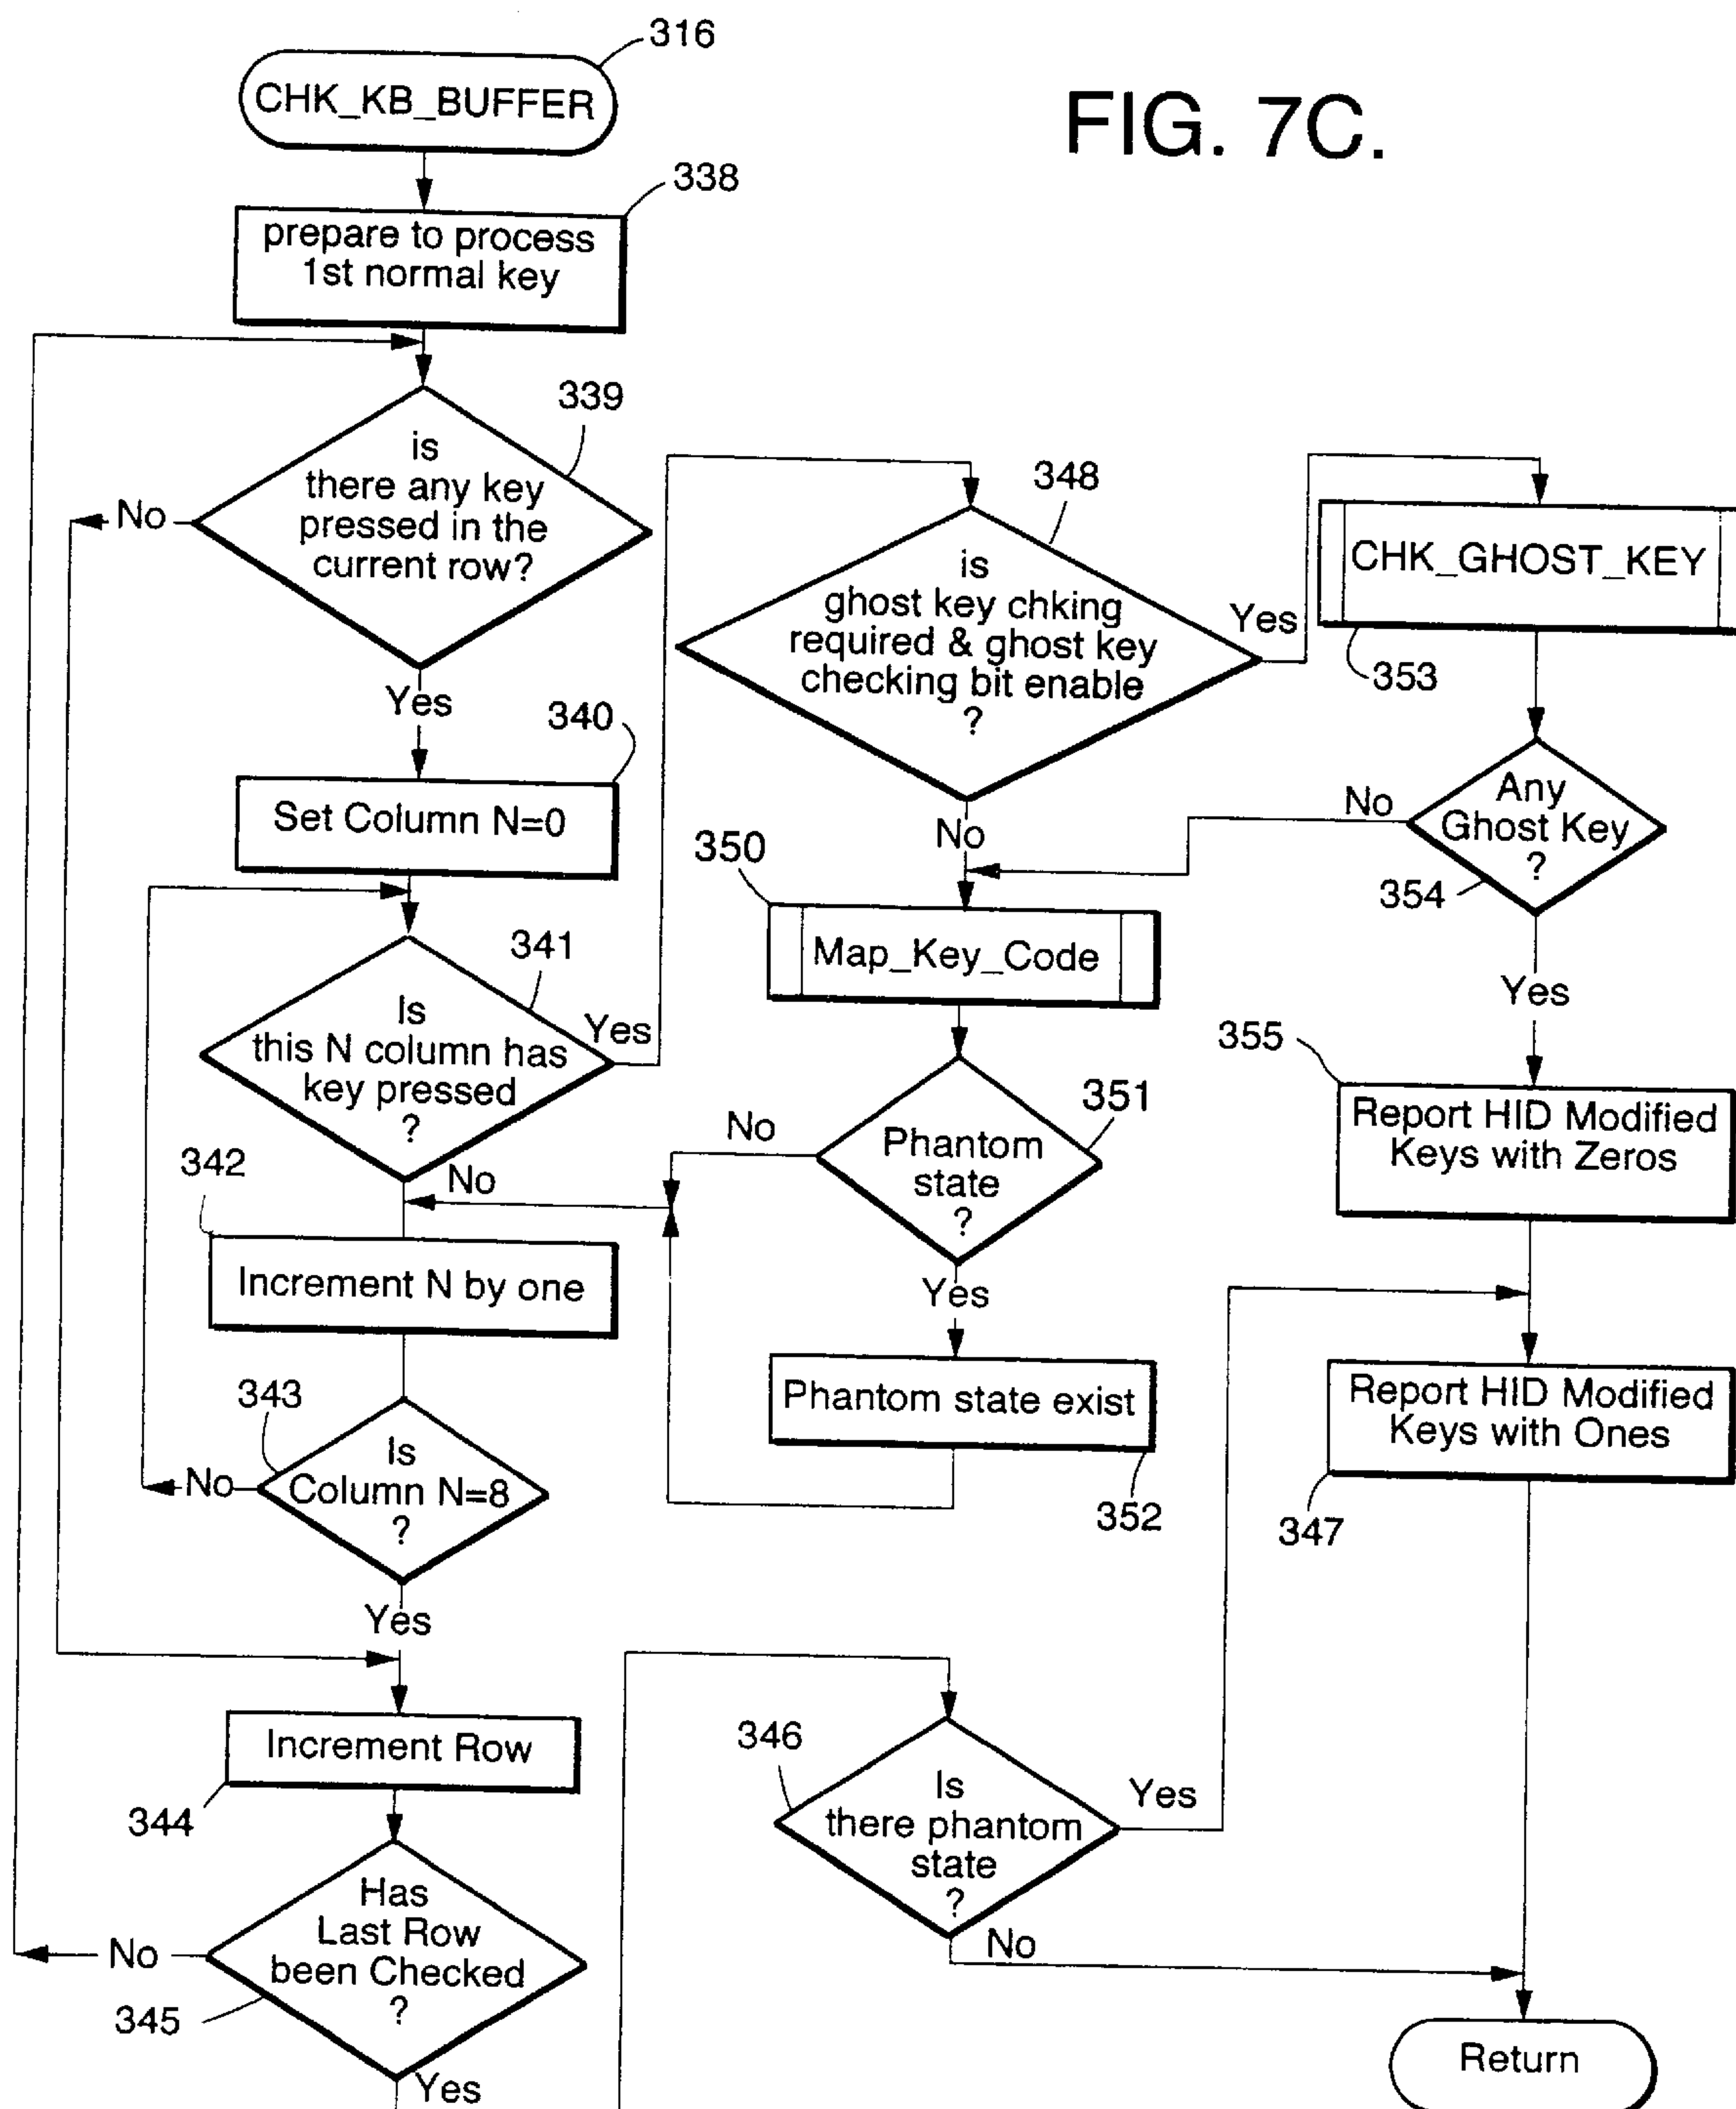 316
CHK_KB_BUFFER
FIG. 7C.
338
prepare to process
1st normal key
339
is
there any key
pressed in the
current row?
No
Yes
340
Set Column N=0
341
Is
this N column has
key pressed
?
Yes
No
342
Increment N by one
343
Is
Column N=8
?
No
Yes
Increment Row
344
Has
Last Row
been Checked
?
No
345
Yes
348
is
ghost key chking
required & ghost key
checking bit enable
?
Yes
No
350
Map_Key_Code
351
Phantom
state
?
No
Yes
Phantom state exist
352
346
Is
there phantom
state
?
Yes
No
CHK_GHOST_KEY
353
Any
Ghost Key
?
No
354
Yes
355
Report HID Modified
Keys with Zeros
Report HID Modified
Keys with Ones
347
Return